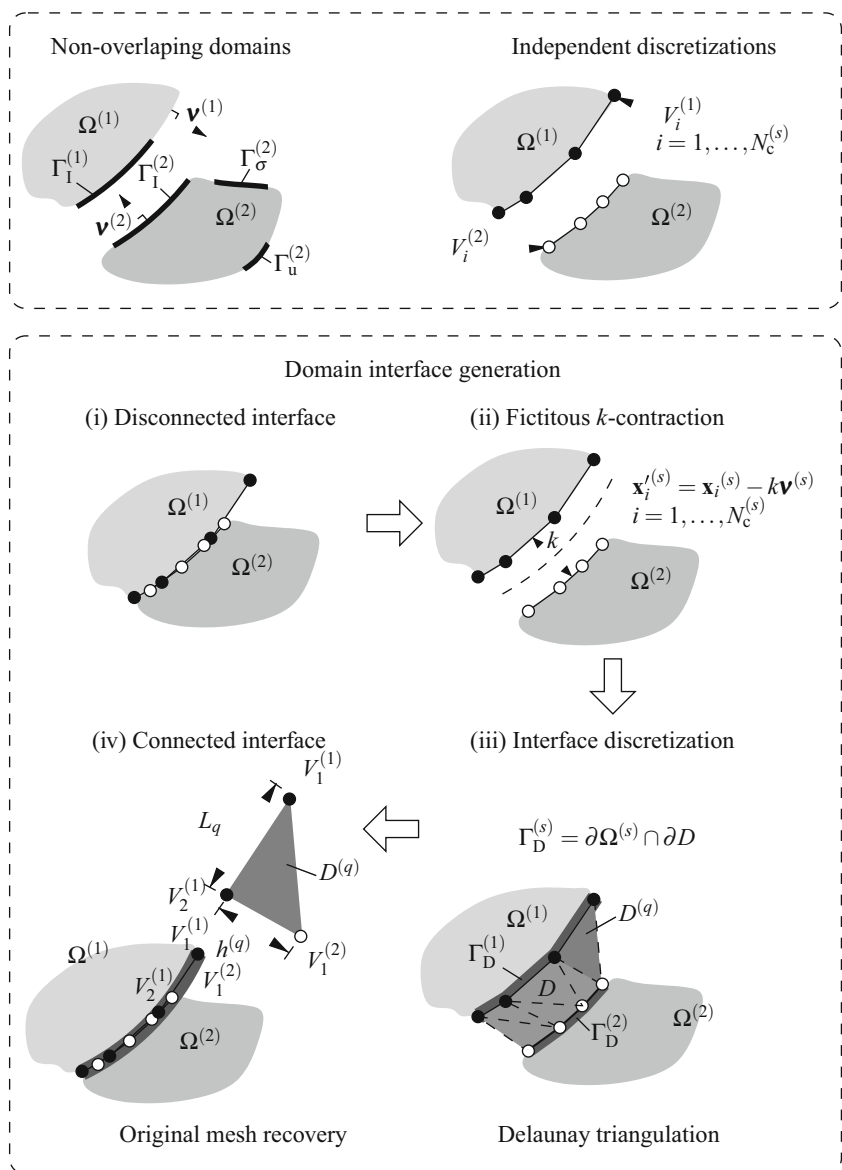 Non-overlaping domains
Independent discretizations
𝝂^(1)
Ω^(1)
Γ_I^(1)
Γ_I^(2)
Γ_σ^(2)
𝝂^(2)
Ω^(2)
Γ_u^(2)
V_i^(1)
i = 1, . . . , N_c^(s)
Ω^(1)
Ω^(2)
V_i^(2)
Domain interface generation
(i) Disconnected interface
(ii) Fictitous k-contraction
Ω^(1)
Ω^(2)
Ω^(1)
x′_i^(s) = x_i^(s) − k𝝂^(s)
i = 1, . . . , N_c^(s)
k
Ω^(2)
(iv) Connected interface
(iii) Interface discretization
V_1^(1)
L_q
D^(q)
V_2^(1)
V_1^(1)
h^(q)
V_1^(2)
Ω^(1)
V_2^(1)
V_1^(2)
Ω^(2)
Γ_D^(s) = ∂Ω^(s) ∩ ∂D
Ω^(1)
D^(q)
Γ_D^(1)
D
Γ_D^(2)
Ω^(2)
Original mesh recovery
Delaunay triangulation